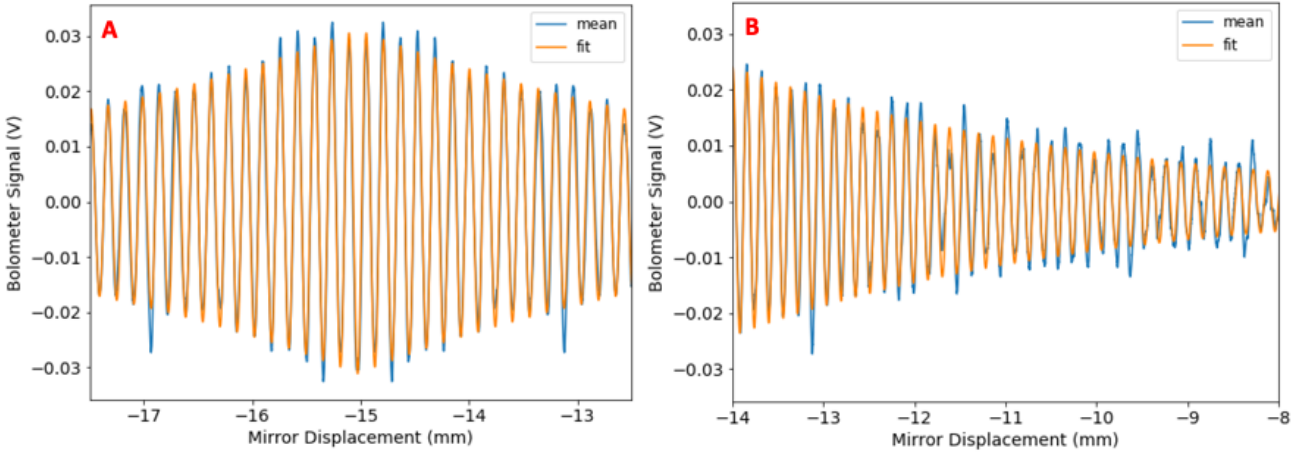 A
mean
fit
0.03
0.02
0.01
0.00
−0.01
−0.02
−0.03
Bolometer Signal (V)
−17 −16 −15 −14 −13
Mirror Displacement (mm)
B
mean
fit
0.03
0.02
0.01
0.00
−0.01
−0.02
−0.03
Bolometer Signal (V)
−14 −13 −12 −11 −10 −9 −8
Mirror Displacement (mm)